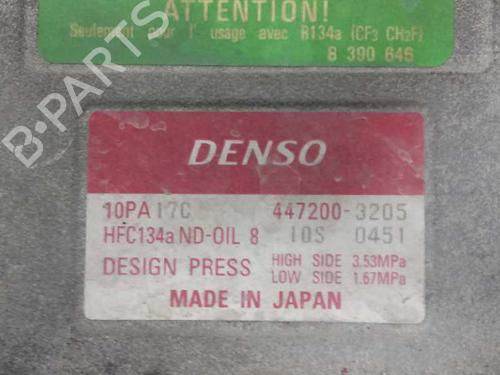 ATTENTION!
Seulement pour l' usage avec R134a (CF3 CH2F)
8 390 646
DENSO
10PA17C 447200-3205
HFC134a ND-OIL 8 10S 0451
DESIGN PRESS HIGH SIDE 3.53MPa
LOW SIDE 1.67MPa
MADE IN JAPAN
B-PARTS